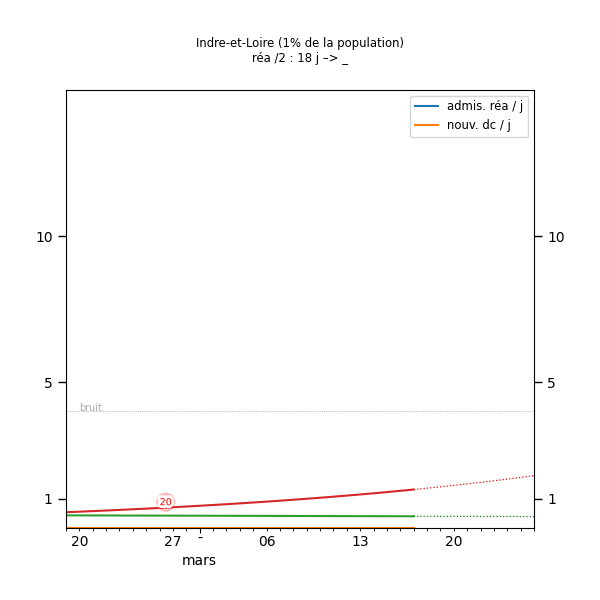 Indre-et-Loire (1% de la population)
réa /2 : 18 j –> _
admis. réa / j
nouv. dc / j
10 10
5 5
bruit
20
1 1
20 27 - 06 13 20
mars